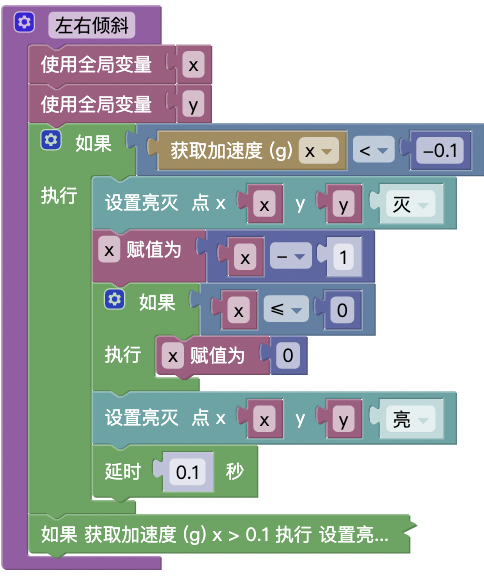 左右倾斜
使用全局变量 x
使用全局变量 y
如果 获取加速度 (g) x < −0.1
执行 设置亮灭 点 x x y y 灭
x 赋值为 x − 1
如果 x ≤ 0
执行 x 赋值为 0
设置亮灭 点 x x y y 亮
延时 0.1 秒
如果 获取加速度 (g) x > 0.1 执行 设置亮...